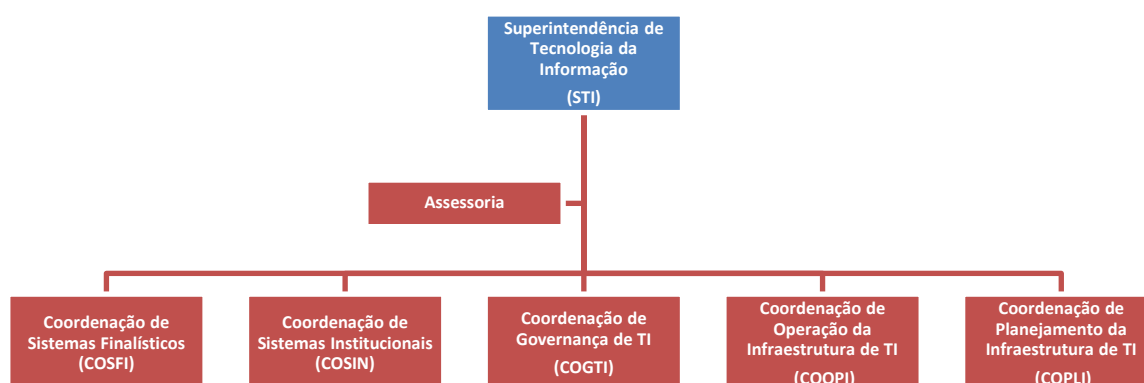 Superintendência de
Tecnologia da
Informação
(STI)
Assessoria
Coordenação de
Sistemas Finalísticos
(COSFI)
Coordenação de
Sistemas Institucionais
(COSIN)
Coordenação de
Governança de TI
(COGTI)
Coordenação de
Operação da
Infraestrutura de TI
(COOPI)
Coordenação de
Planejamento da
Infraestrutura de TI
(COPLI)